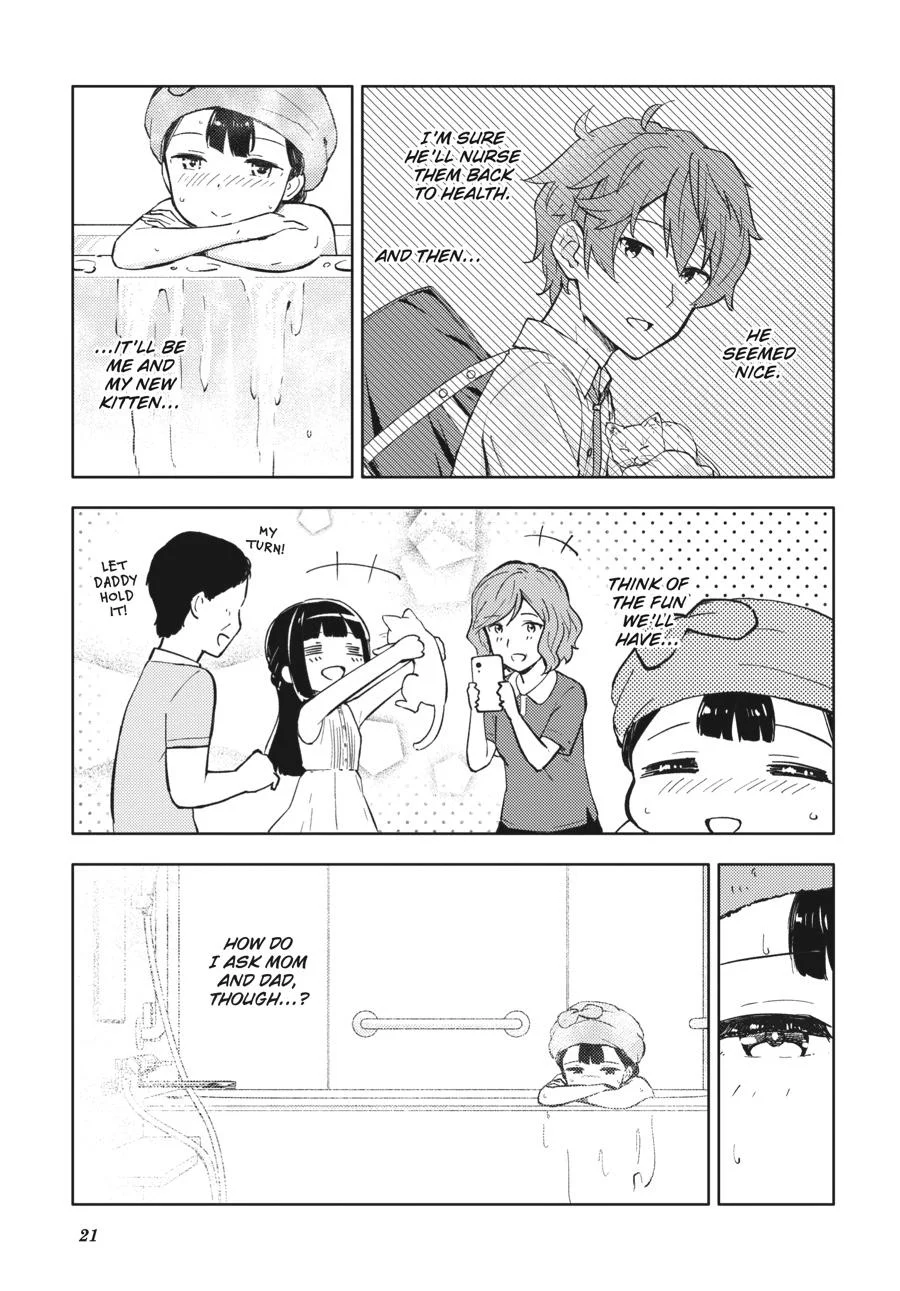 I'M SURE
HE'LL NURSE
THEM BACK
TO HEALTH.
AND THEN...
HE
SEEMED
NICE.
...IT'LL BE
ME AND
MY NEW
KITTEN...
THINK OF
THE FUN
WE'LL
HAVE...
MY
TURN!
LET
DADDY
HOLD
IT!
HOW DO
I ASK MOM
AND DAD,
THOUGH...?
21